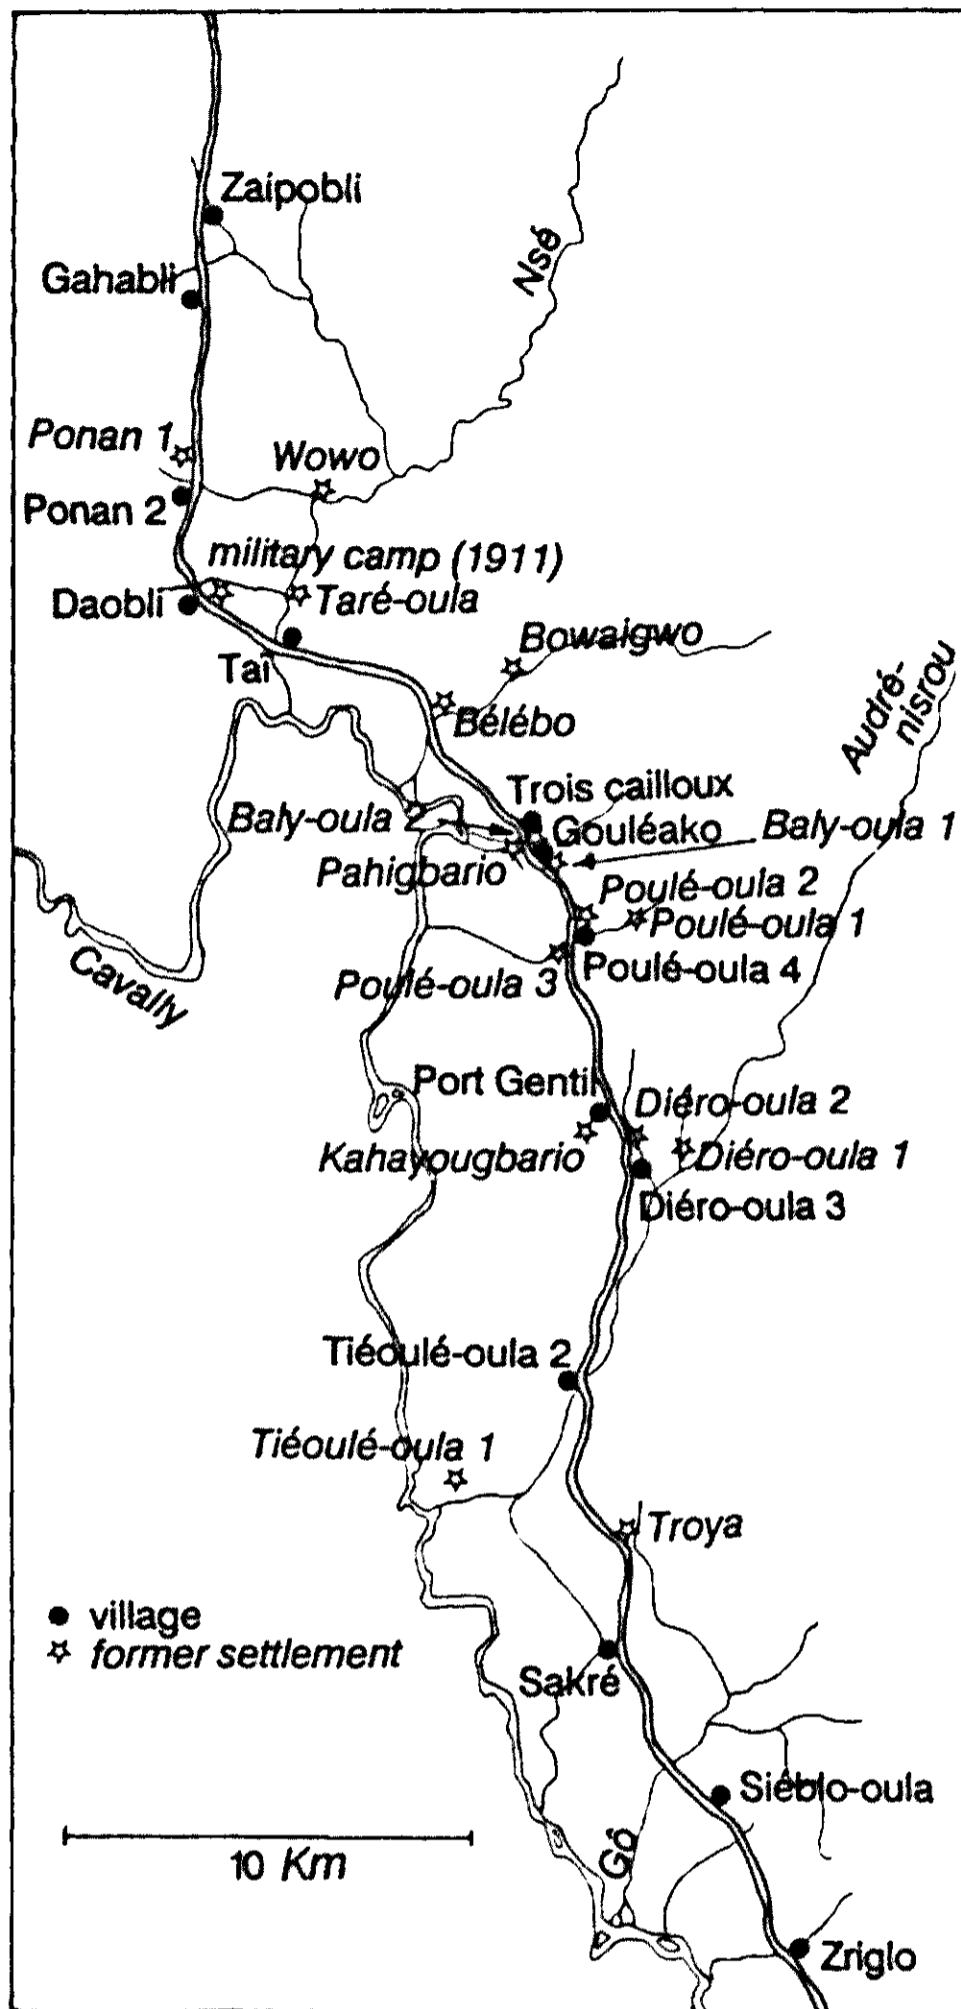 Zaipobli
Nsé
Gahabli
Ponan 1
Wowo
Ponan 2
military camp (1911)
Daobli
Taré-oula
Bowaigwo
Taï
Audré-
nisrou
Bélébo
Trois cailloux
Baly-oula 2
Gouléako
Baly-oula 1
Pahigbario
Poulé-oula 2
Poulé-oula 1
Cavally
Poulé-oula 3
Poulé-oula 4
Port Gentil
Diéro-oula 2
Kahayougbario
Diéro-oula 1
Diéro-oula 3
Tiéoulé-oula 2
Tiéoulé-oula 1
Troya
village
former settlement
Sakré
Siéblo-oula
10 Km
Gô
Zriglo